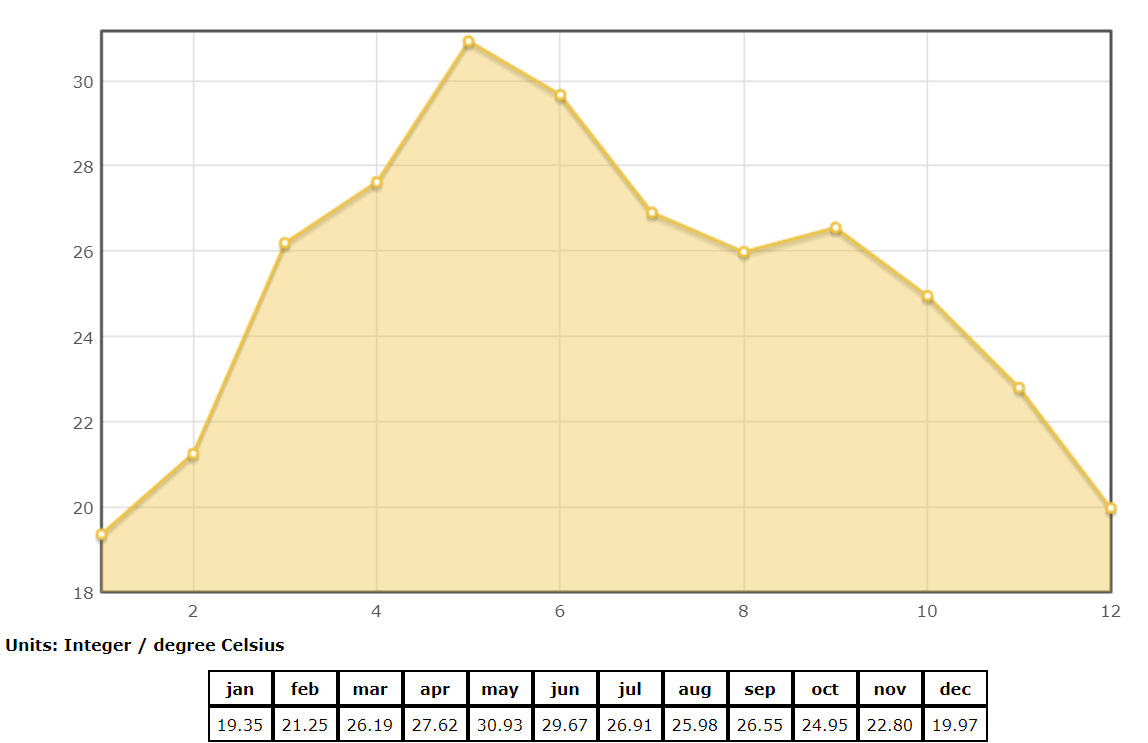 30
28
26
24
22
20
18
2 4 6 8 10 12
Units: Integer / degree Celsius
jan feb mar apr may jun jul aug sep oct nov dec
19.35 21.25 26.19 27.62 30.93 29.67 26.91 25.98 26.55 24.95 22.80 19.97